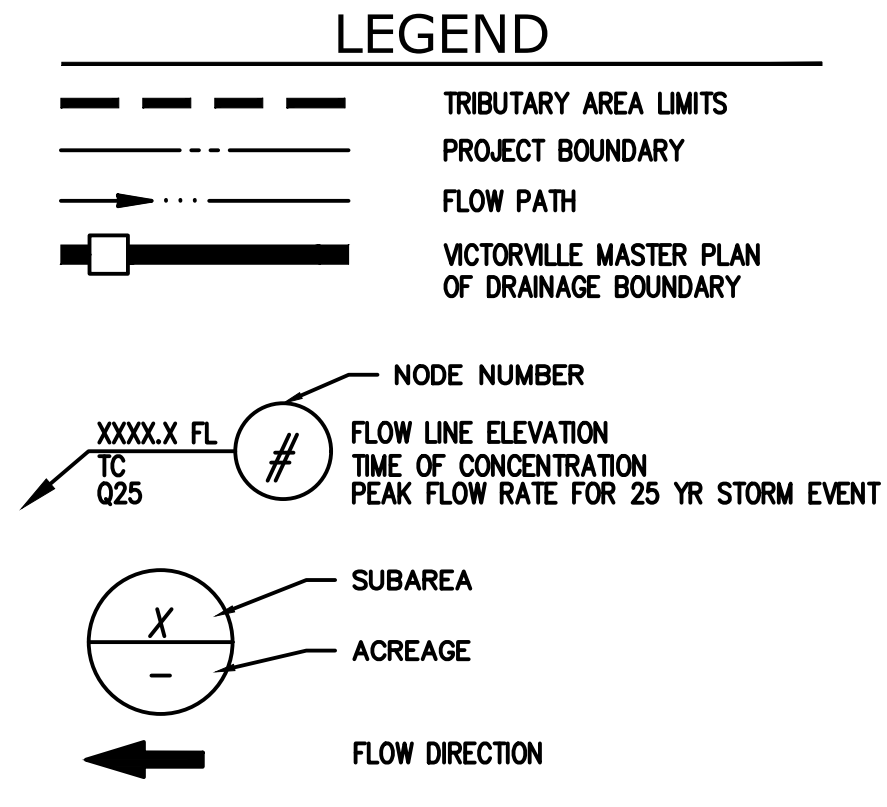 LEGEND
TRIBUTARY AREA LIMITS
PROJECT BOUNDARY
FLOW PATH
VICTORVILLE MASTER PLAN
OF DRAINAGE BOUNDARY
NODE NUMBER
XXXX.X FL
TC
Q25
#
FLOW LINE ELEVATION
TIME OF CONCENTRATION
PEAK FLOW RATE FOR 25 YR STORM EVENT
X
–
SUBAREA
ACREAGE
FLOW DIRECTION